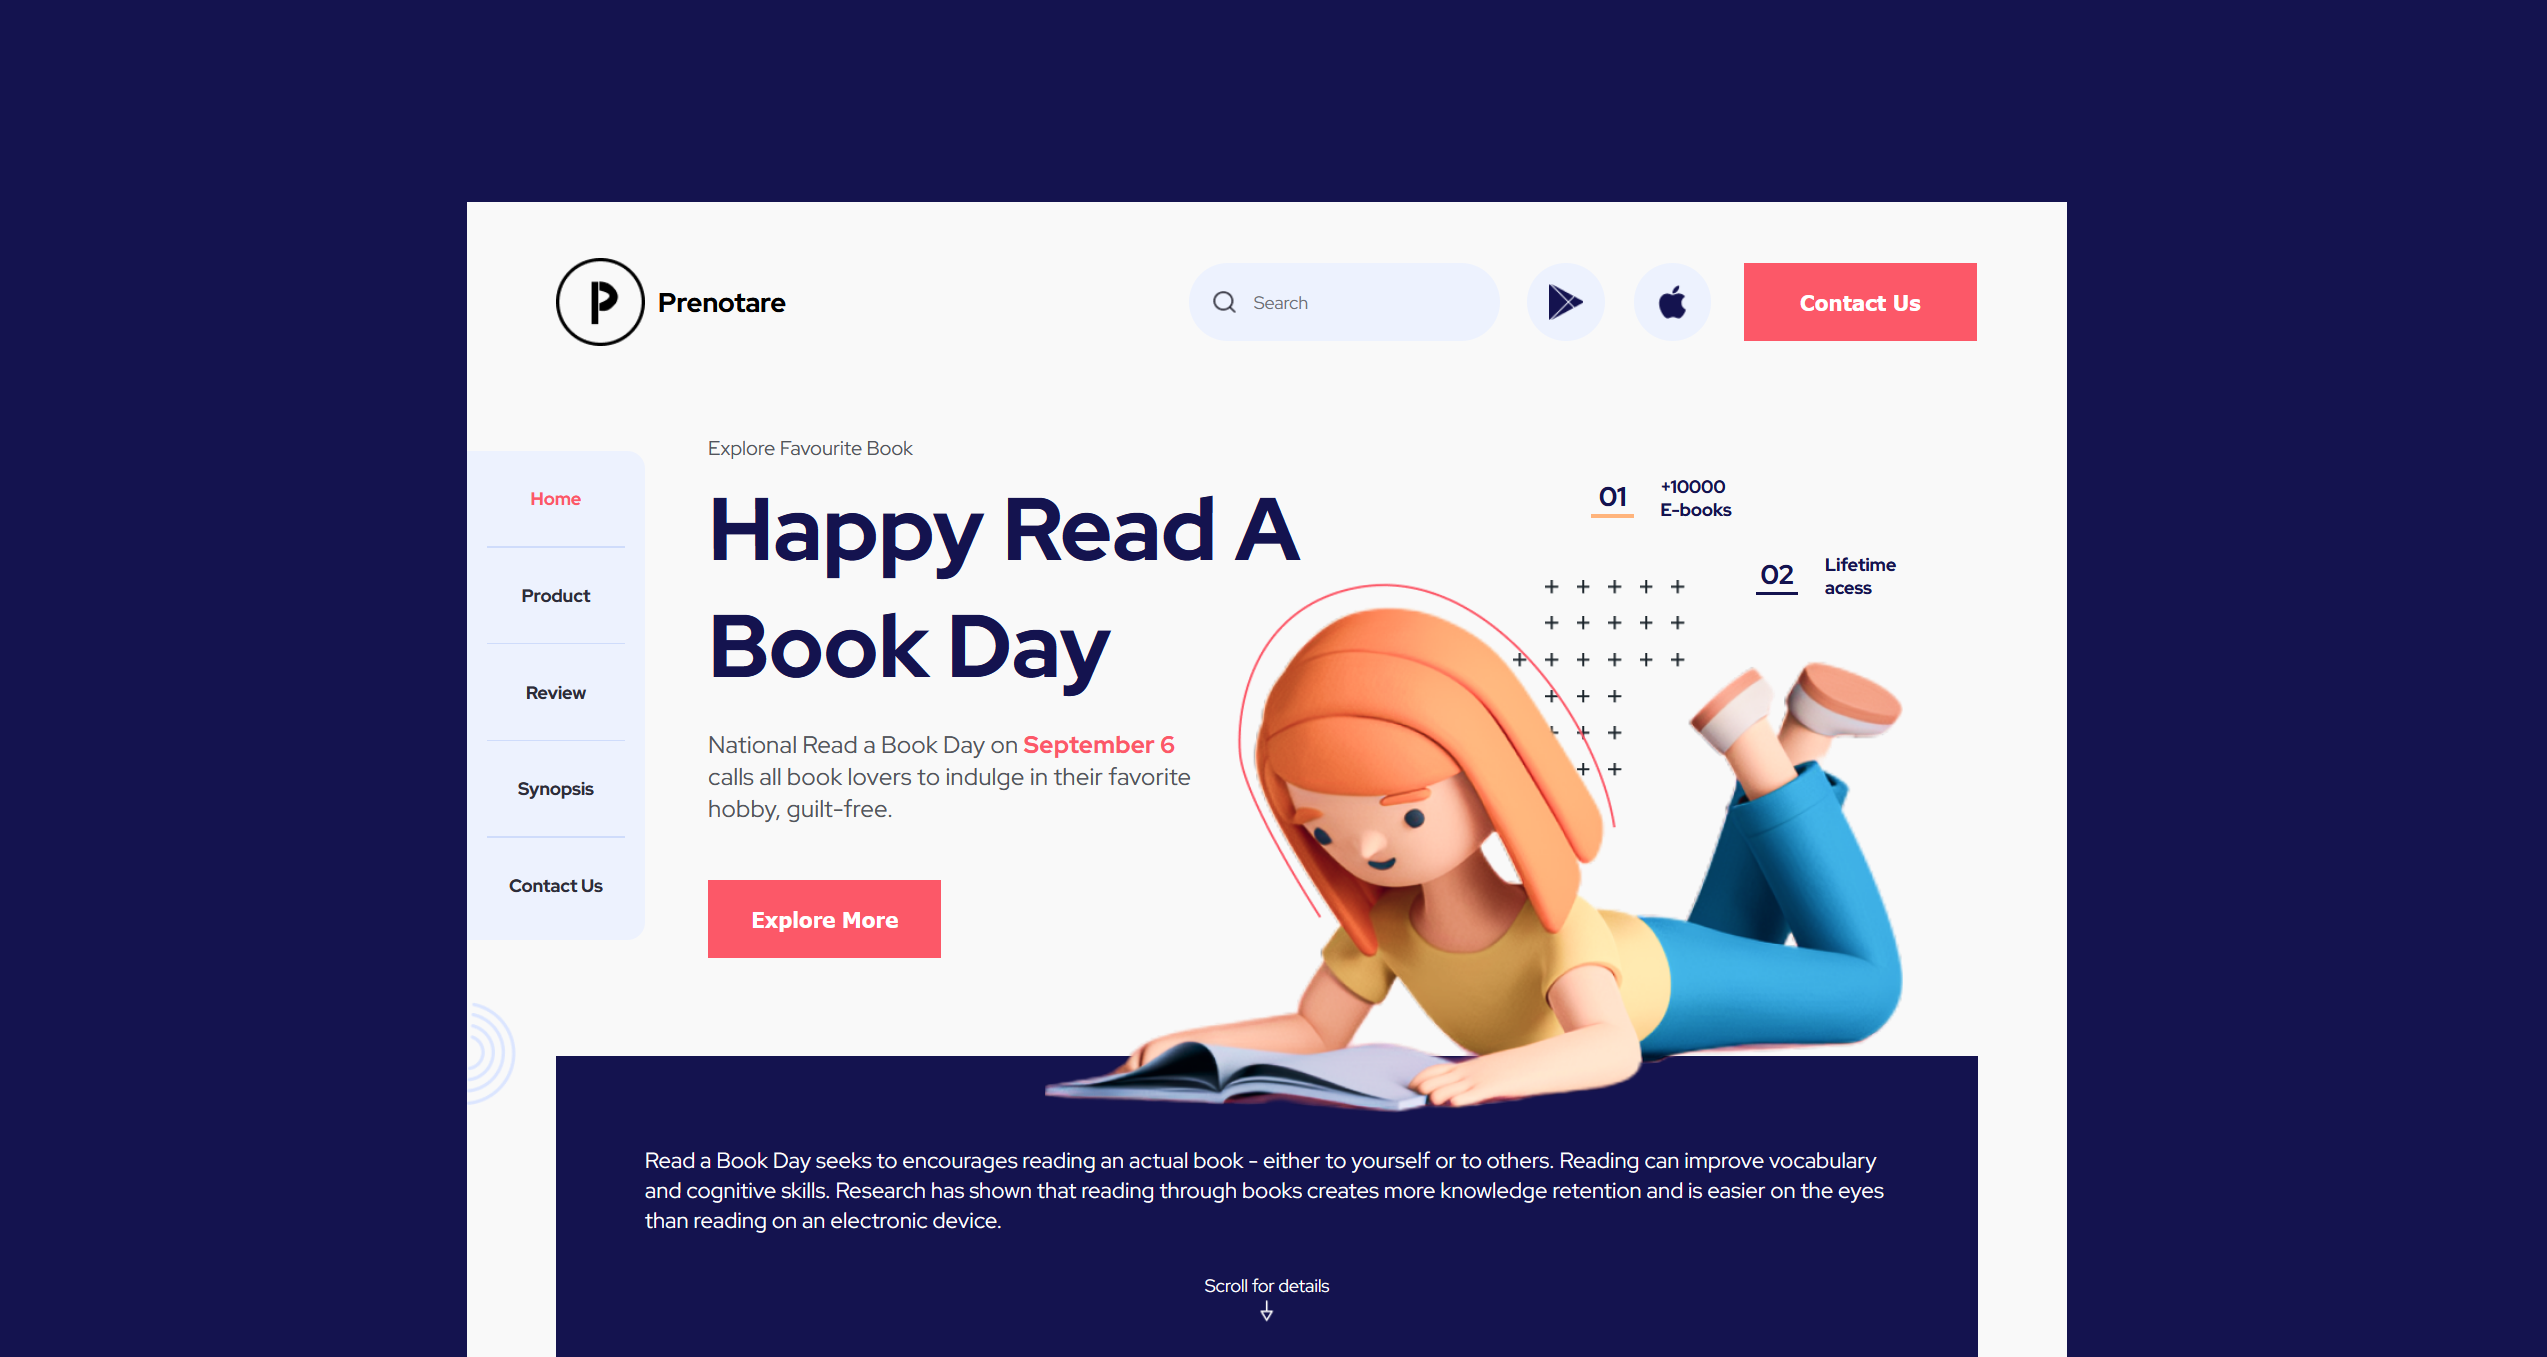 Prenotare
Search
Contact Us
Explore Favourite Book
Happy Read A
Book Day
National Read a Book Day on September 6
calls all book lovers to indulge in their favorite
hobby, guilt-free.
Explore More
Home
Product
Review
Synopsis
Contact Us
01
+10000
E-books
02
Lifetime
acess
Read a Book Day seeks to encourages reading an actual book - either to yourself or to others. Reading can improve vocabulary
and cognitive skills. Research has shown that reading through books creates more knowledge retention and is easier on the eyes
than reading on an electronic device.
Scroll for details